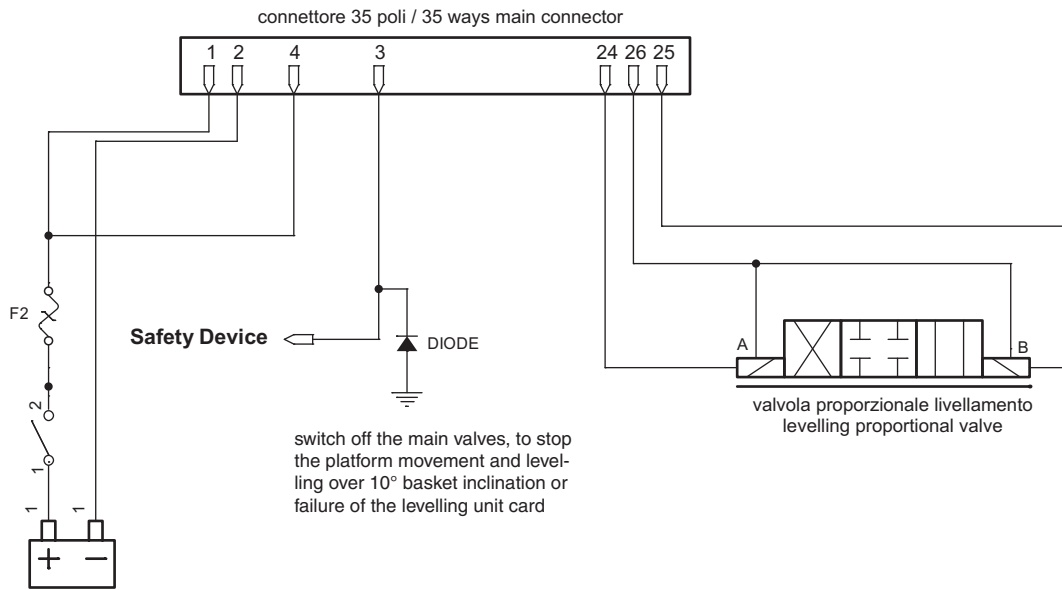 connettore 35 poli / 35 ways main connector
1 2 4 3 24 26 25
F2
Safety Device
DIODE
A
B
valvola proporzionale livellamento
levelling proportional valve
switch off the main valves, to stop
the platform movement and level-
ling over 10° basket inclination or
failure of the levelling unit card
2
1
1 1
+ −